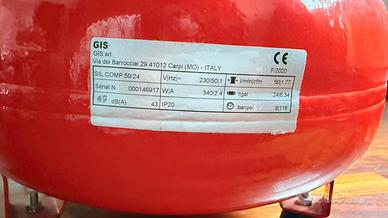 GIS
GIS srl
Via dei Barrocciai 29 41012 Carpi (MO) - ITALY
F/2020
SIL COMP 50/24 V|Hz|~ 230|50|1 l/min|cfm 50|1.77
Serial N. 000146917 W|A 340|2.4 l|gal 24|6.34
dB(A) 43 IP20 bar|psi 8|116